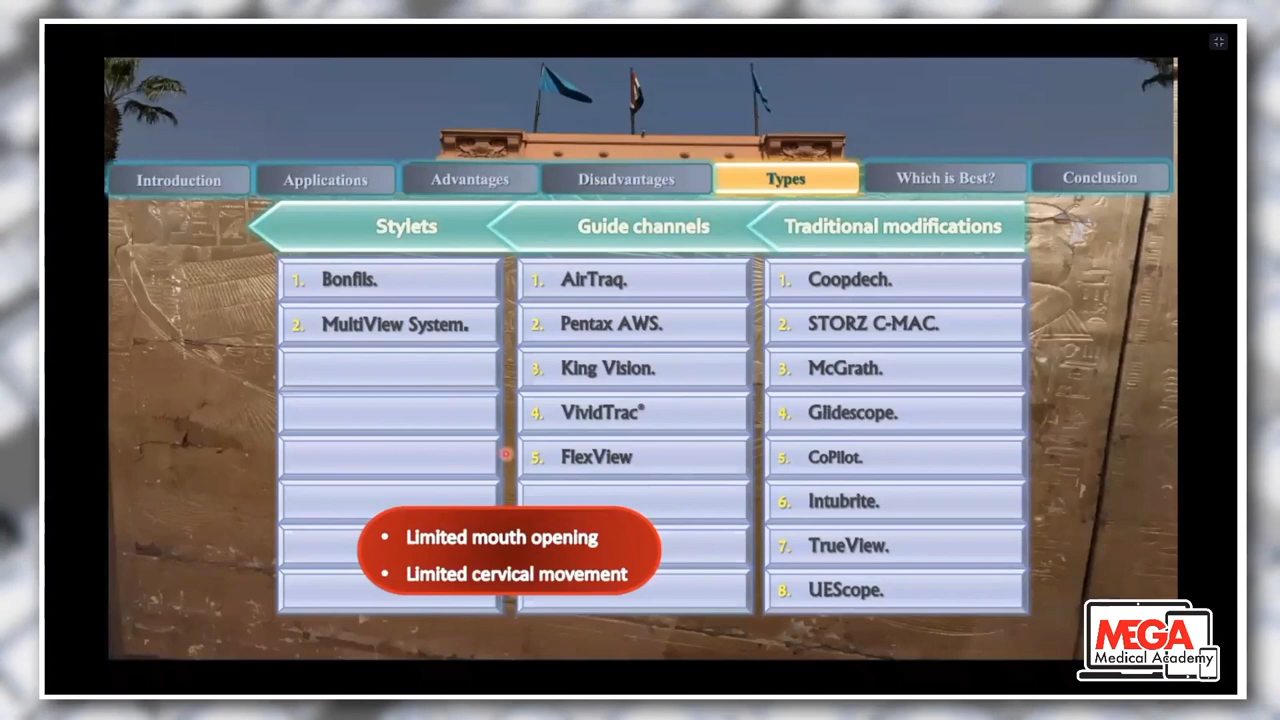 Introduction
Applications
Advantages
Disadvantages
Types
Which is Best?
Conclusion
Stylets
Guide channels
Traditional modifications
1. Bonfils.
2. MultiView System.
1. AirTraq.
2. Pentax AWS.
3. King Vision.
4. VividTrac®
5. FlexView
1. Coopdech.
2. STORZ C-MAC.
3. McGrath.
4. Glidescope.
5. CoPilot.
6. Intubrite.
7. TrueView.
8. UEScope.
• Limited mouth opening
• Limited cervical movement
MEGA
Medical Academy